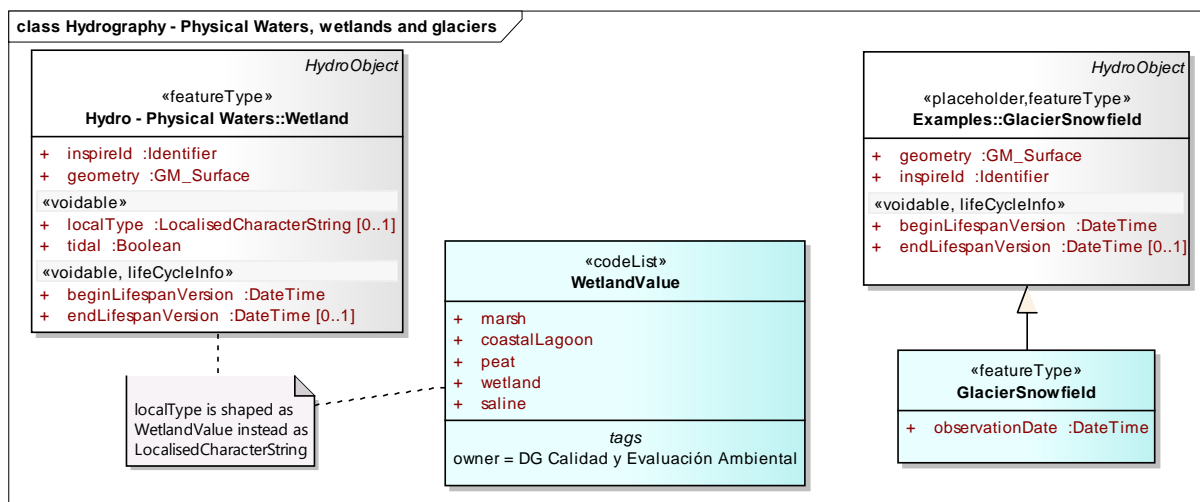 class Hydrography - Physical Waters, wetlands and glaciers
HydroObject
«featureType»
Hydro - Physical Waters::Wetland
+ inspireId :Identifier
+ geometry :GM_Surface
«voidable»
+ localType :LocalisedCharacterString [0..1]
+ tidal :Boolean
«voidable, lifeCycleInfo»
+ beginLifespanVersion :DateTime
+ endLifespanVersion :DateTime [0..1]
localType is shaped as
WetlandValue instead as
LocalisedCharacterString
«codeList»
WetlandValue
+ marsh
+ coastalLagoon
+ peat
+ wetland
+ saline
tags
owner = DG Calidad y Evaluación Ambiental
HydroObject
«placeholder,featureType»
Examples::GlacierSnowfield
+ geometry :GM_Surface
+ inspireId :Identifier
«voidable, lifeCycleInfo»
+ beginLifespanVersion :DateTime
+ endLifespanVersion :DateTime [0..1]
«featureType»
GlacierSnowfield
+ observationDate :DateTime